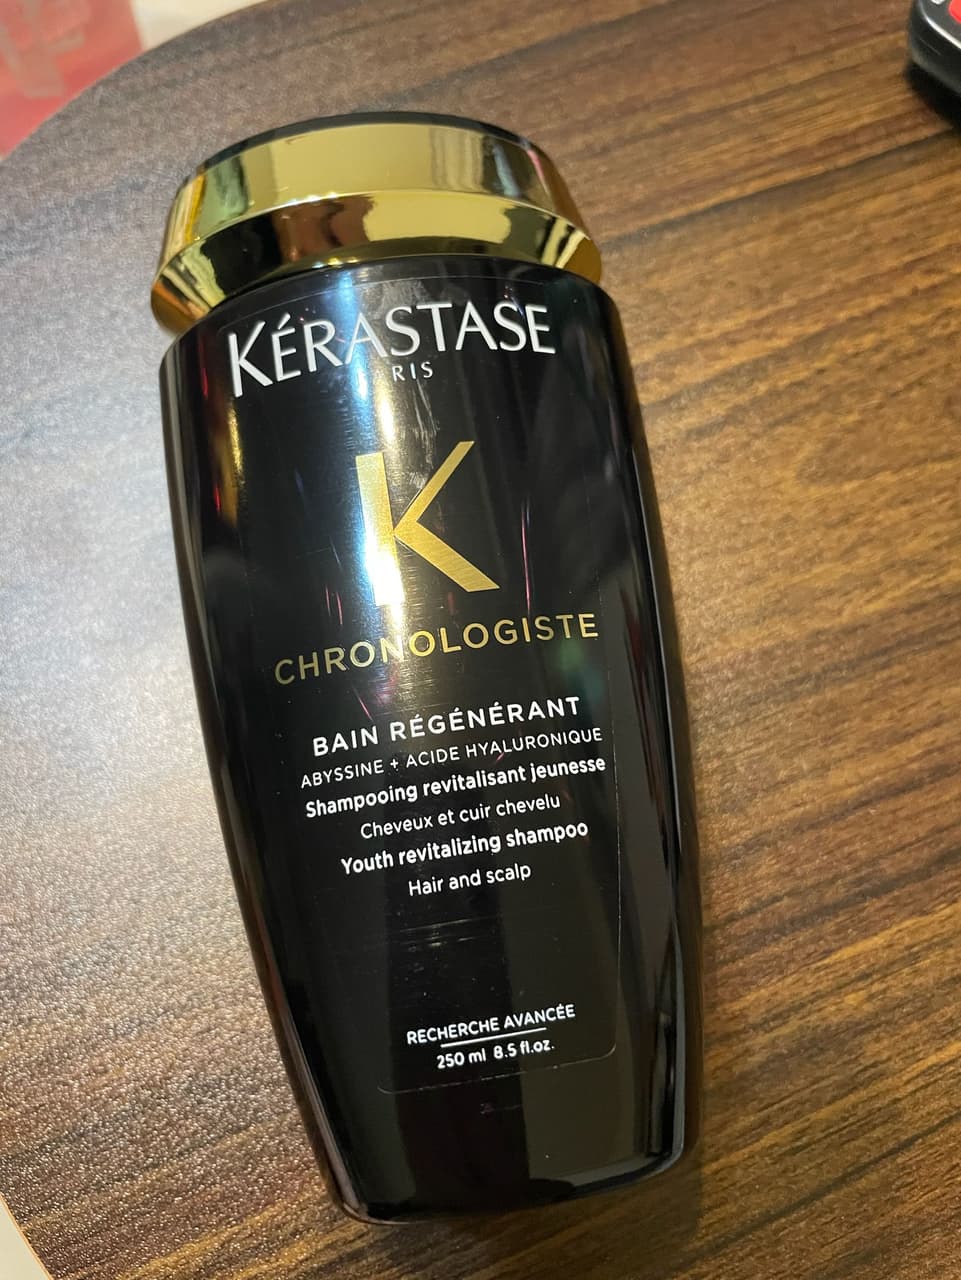 KÉRASTASE
RIS
K
CHRONOLOGISTE
BAIN RÉGÉNÉRANT
ABYSSINE + ACIDE HYALURONIQUE
Shampooing revitalisant jeunesse
Cheveux et cuir chevelu
Youth revitalizing shampoo
Hair and scalp
RECHERCHE AVANCÉE
250 ml 8.5 fl.oz.